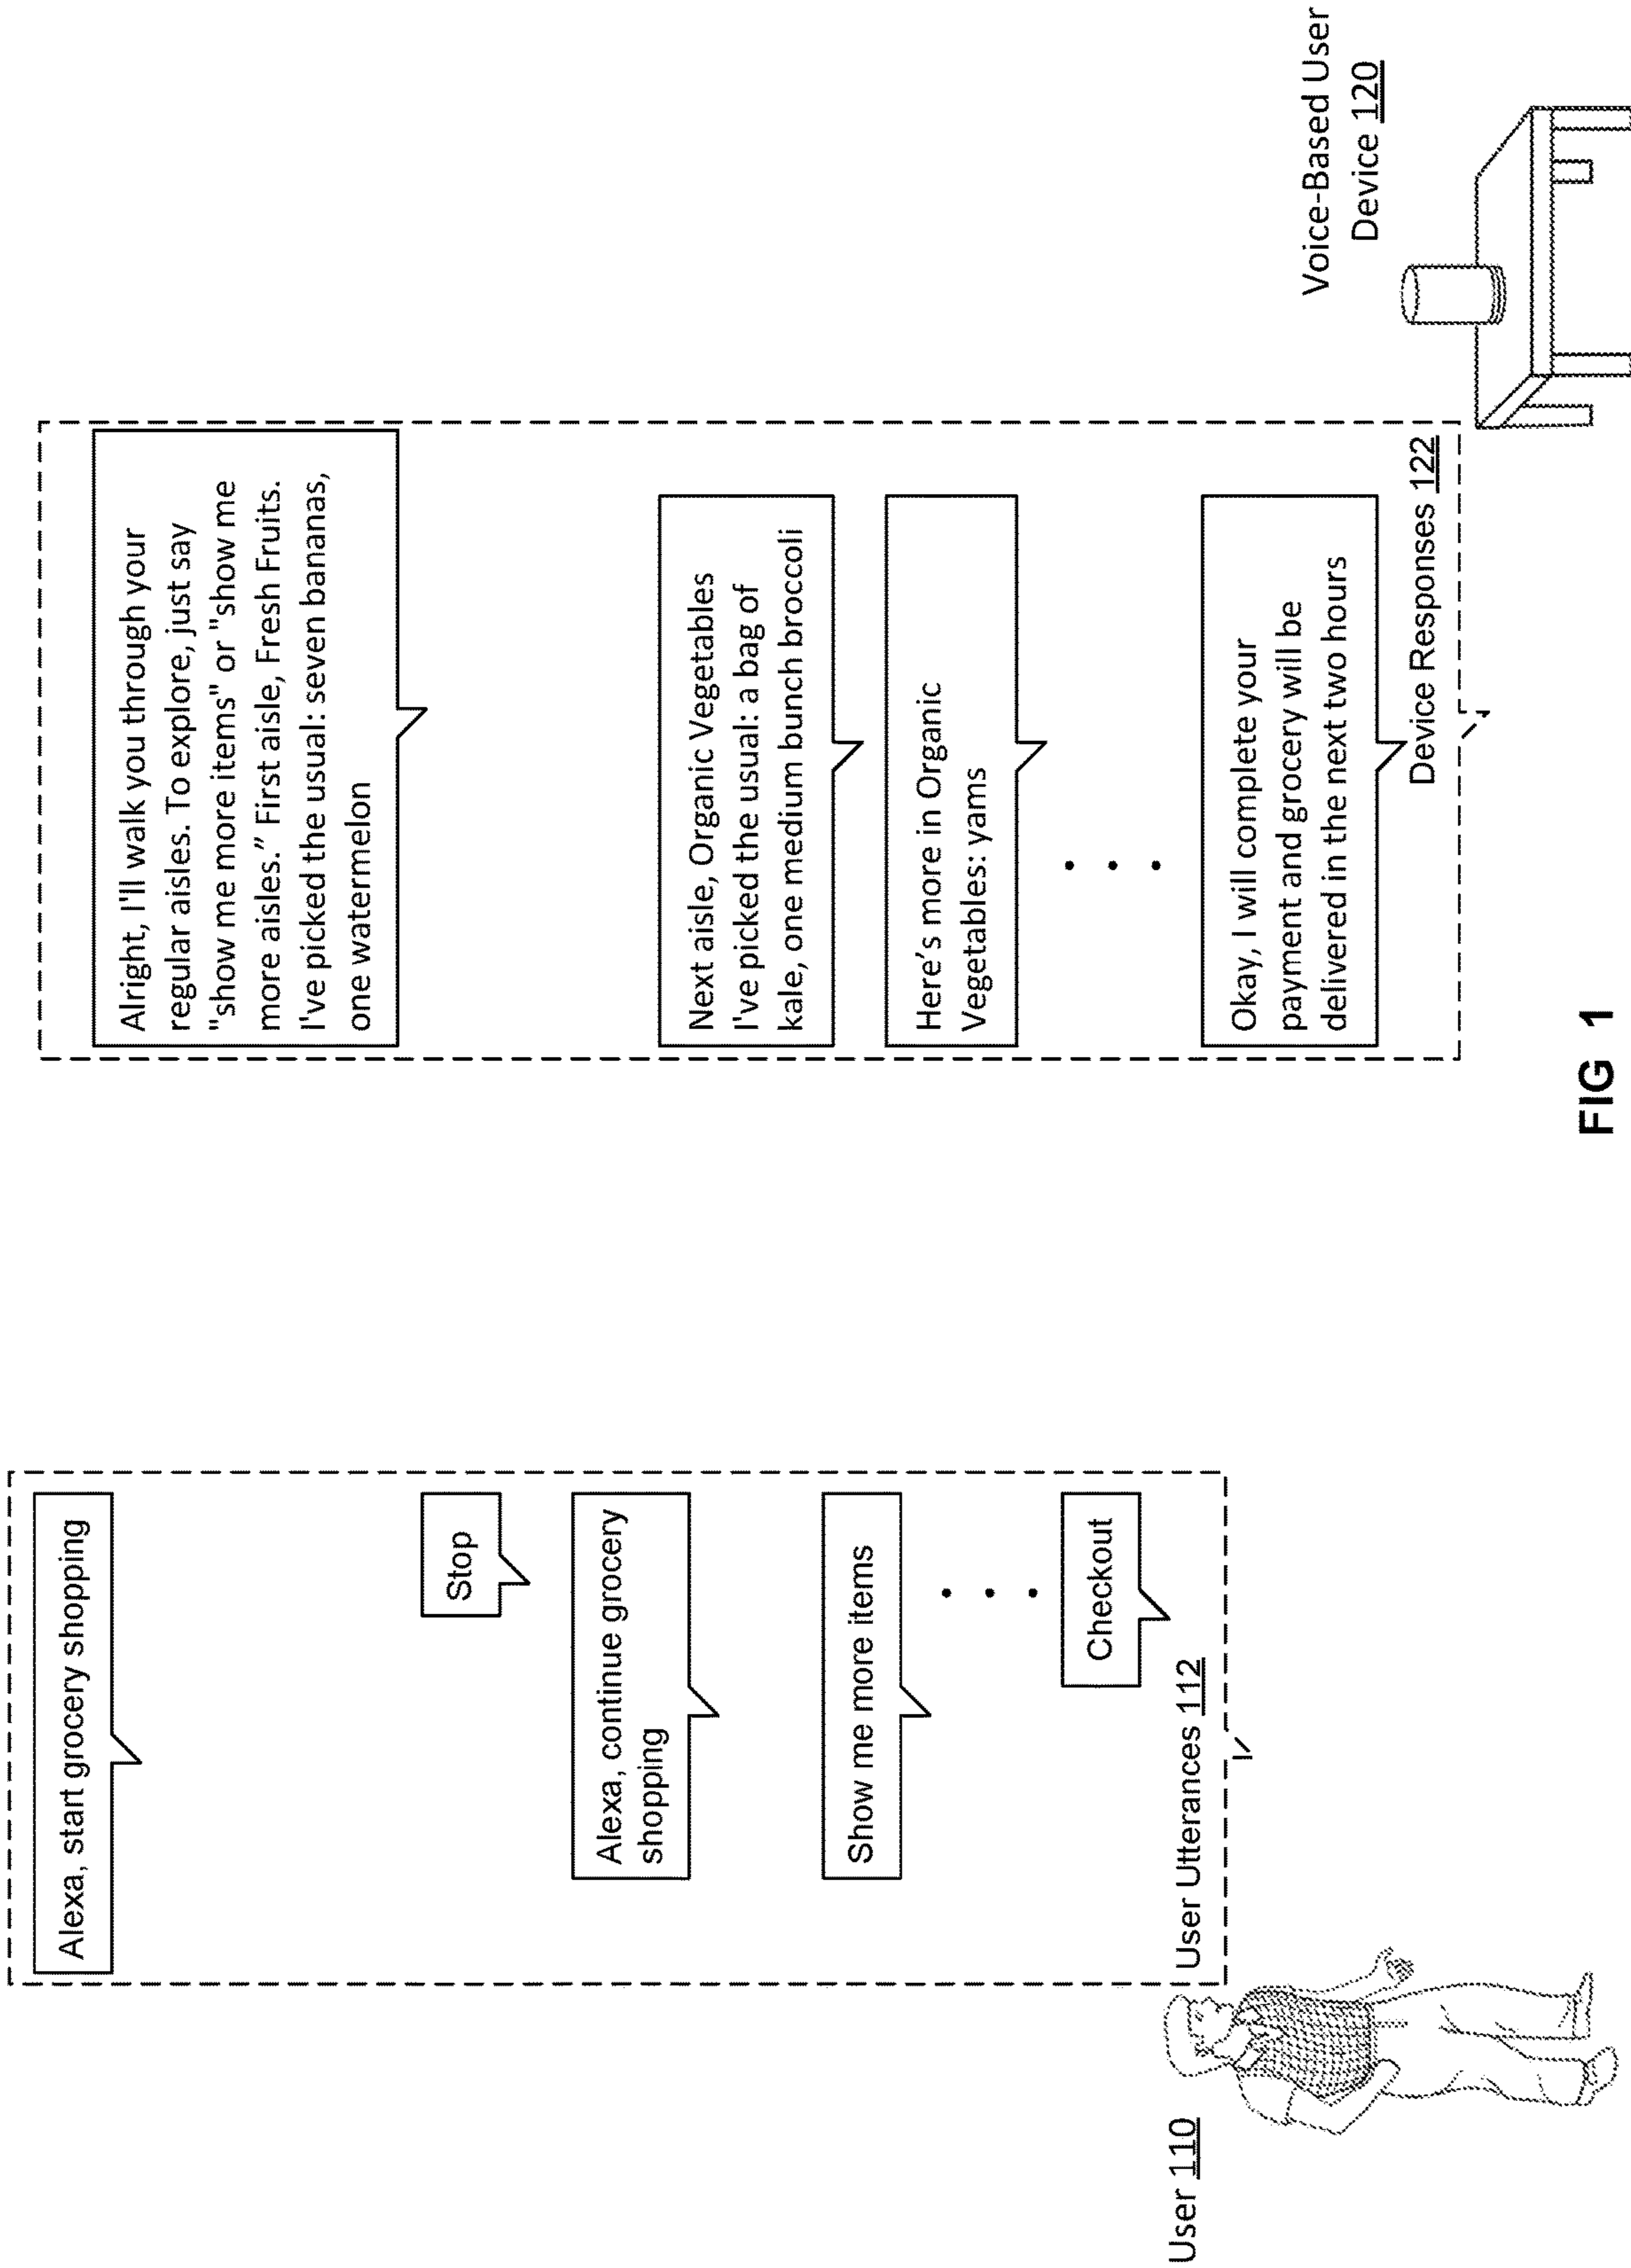 Alexa, start grocery shopping
Alright, I'll walk you through your
regular aisles. To explore, just say
"show me more items" or "show me
more aisles.” First aisle, Fresh Fruits.
I've picked the usual: seven bananas,
one watermelon
Stop
Alexa, continue grocery
shopping
Next aisle, Organic Vegetables
I've picked the usual: a bag of
kale, one medium bunch broccoli
Show me more items
Here’s more in Organic
Vegetables: yams
Checkout
Okay, I will complete your
payment and grocery will be
delivered in the next two hours
User Utterances 112
Device Responses 122
User 110
Voice-Based User
Device 120
FIG 1